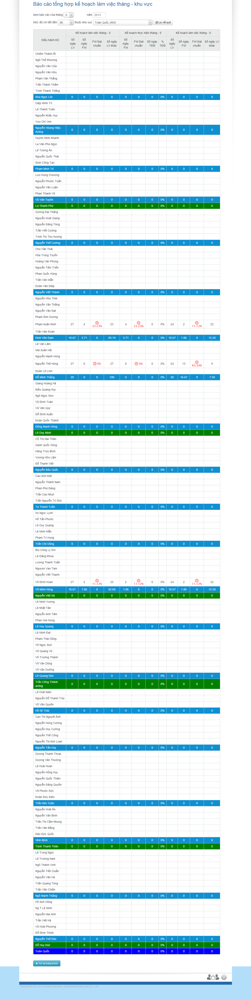 Báo cáo tổng hợp kế hoạch làm việc tháng - khu vực
Xem báo cáo của tháng 9 năm 2013
Mức độ chi tiết đến SE thuộc khu vực Toàn Quốc (NW) Lọc kết quả
Điều hành KD Kế hoạch làm việc tháng - 8 Kế hoạch thực hiện tháng - 8 Kế hoạch làm việc tháng - 9
Số ngày LV Số ngày FW FW Đạt chuẩn Số ngày LV khác Số ngày FW FW Đạt chuẩn Số ngày TĐổi % TĐổi Số ngày LV Số ngày FW FW Đạt chuẩn Số ngày LV khác
Chiêm Thành Ất
Ngũ Thế Khương
Nguyễn Văn Của
Nguyễn Văn Hữu
Phạm Văn Thắng
Trần Thành Thắm
Trịnh Thanh Thắng
Kha Ngọc Lộc 0 0 0 0 0 0 0 0% 0 0 0 0
Diệp Minh Trí
Lê Thanh Toàn
Nguyễn Khắc Huy
Vưu Chí Vẹn
Nguyễn Hoàng Hiệp-Acting 0 0 0 0 0 0 0 0% 0 0 0 0
Huỳnh Minh Khanh
La Văn Phú Ngọc
Lê Tưởng Ân
Nguyễn Quốc Thái
Đinh Công Tạo
Phạm Minh Trí 0 0 0 0 0 0 0 0% 0 0 0 0
Lưu Hưng CHương
Nguyễn Phước Tuấn
Nguyễn Văn Luận
Phan Thanh Vũ
Vũ Văn Tuyên 0 0 0 0 0 0 0 0% 0 0 0 0
La Thanh Phú 0 0 0 0 0 0 0 0% 0 0 0 0
Dương Đại Thắng
Nguyễn Hoài Giang
Nguyễn Đăng Tùng
Trần Viết Cường
Trịnh Thị Thu Hương
Nguyễn Thế Cường 0 0 0 0 0 0 0 0% 0 0 0 0
Chu Văn Thái
Hỏa Trung Tuyến
Hoàng Văn Phong
Nguyễn Tiến Triển
Phan Quốc Hùng
Trần Văn Mẫn
Đoàn Văn Điệp
Nguyễn Viết Thành 0 0 0 0 0 0 0 0% 0 0 0 0
Nguyễn Hữu Thái
Nguyễn Văn Thắng
Nguyễn Văn Đạt
Phạm Ánh Dương
Phạm Xuân Ninh 27 4 22.23% 23 4 22.23% 0 0% 24 2 11.12% 22
Trần Văn Đoàn
Đinh Văn Đạm 16.67 3.71 0 85.19 3.71 0 0 0% 16.67 1.86 0 15.28
Lê Văn Lâm
Mai Xuân Hải
Nguyễn Mạnh Hùng
Nguyễn Thế Hùng 27 0 0% 27 0 0% 0 0% 24 15 83.34% 9
Đoàn Lê Linh
Đỗ Minh Thắng 20 0 0 100 0 0 0 0% 20 16.67 0 7.50
Giang Hoàng Hà
Kiều Quang Huy
Ngô Ngọc Sơn
Vũ Đình Toàn
Vũ Văn Quý
Đỗ Đình Xuân
Đoàn Quốc Thành
Đồng Mạnh Hùng 0 0 0 0 0 0 0 0% 0 0 0 0
Lê Duy Minh 0 0 0 0 0 0 0 0% 0 0 0 0
Cổ Thị Mai Thảo
Danh Quốc Hùng
Hàng Trừu Bình
Vương Hữu Lắm
Đỗ Thanh Việt
Nguyễn Bảo Quốc 0 0 0 0 0 0 0 0% 0 0 0 0
Cao Anh Kiệt
Nguyễn Thành Nam
Phan Phú Đảng
Trần Cao Nhựt
Trần Nguyễn Trí Đức
Tạ Thanh Tuấn 0 0 0 0 0 0 0 0% 0 0 0 0
Ho Ngoc Lynh
Hồ Tấn Phước
Lê Duy Quang
Lê Minh Mẫn
Pham Tri Hung
Trần Chí Dũng 0 0 0 0 0 0 0 0% 0 0 0 0
Bùi Công Lý Em
Lê Đăng Khoa
Lương Thanh Tuấn
Nguyen Van Tam
Nguyễn Viết Thanh
Võ Đình Hoan 27 2 11.12% 25 2 11.12% 0 0% 24 2 11.12% 22
Võ Minh Hùng 16.67 1.86 0 92.60 1.86 0 0 0% 16.67 1.86 0 15.28
Nguyễn Việt Hà 0 0 0 0 0 0 0 0% 0 0 0 0
Lê Minh Vương
Lê Nhật Tân
Nguyễn Anh Tâm
Phan Gia Hưng
Lê Huy Quang 0 0 0 0 0 0 0 0% 0 0 0 0
Lê Minh Đạt
Phạm Thái Dũng
Võ Ngọc Sơn
Võ Quang Vũ
Võ Trường Thành
Võ Văn Dũng
Võ Văn Dưỡng
Lê Quang Đức 0 0 0 0 0 0 0 0% 0 0 0 0
Trần Công Thành acting 0 0 0 0 0 0 0 0% 0 0 0 0
Lê Hoài Nam
Nguyễn Đỗ Thanh Trúc
Võ Văn Quyền
Hồ Sỹ Thái 0 0 0 0 0 0 0 0% 0 0 0 0
Cao Thị Nguyệt Ánh
Nguyễn Hùng Cường
Nguyễn Huy Cường
Nguyễn Thế Công
Nguyễn Thị Kim Loan
Nguyễn Tấn Huy 0 0 0 0 0 0 0 0% 0 0 0 0
Dương Thanh Thoại
Dương Văn Thường
Lê Hoài Hoan
Nguyễn Hồng Huy
Nguyễn Quốc Thiện
Nguyễn Đăng Quyền
Võ Phước Đức
Đoàn Đức Kiên
Trần Kim Toàn 0 0 0 0 0 0 0 0% 0 0 0 0
Nguyễn Hoài Ân
Nguyễn Văn Bình
Trần Thị Cẩm Nhung
Trần Văn Bằng
Đào Đức Quốc
Vĩnh Bình 0 0 0 0 0 0 0 0% 0 0 0 0
Trịnh Thanh Thảo 0 0 0 0 0 0 0 0% 0 0 0 0
Lê Trung Ngọc
Lê Trường Nam
Ngô Thành Vinh
Nguyễn Tiến Duẩn
Nguyễn Văn Hà
Trần Quang Tùng
Trần Văn Chiến
Ngô Mạnh Thắng 0 0 0 0 0 0 0 0% 0 0 0 0
Hồ Anh Dũng
Ng T Lê Minh
Nguyễn Mai Anh
Trần Việt Hà
Vũ Hoài Phương
Đỗ Đình Thịnh
Nguyễn Thế Đức 0 0 0 0 0 0 0 0% 0 0 0 0
Đỗ Huy Đức 0 0 0 0 0 0 0 0% 0 0 0 0
Toàn Quốc 0 0 0 0 0 0 0 0% 0 0 0 0
Trở lại trang trước
Copyright © 2013 by Friesland Campina. Developed by Bao Hien Co., Ltd.